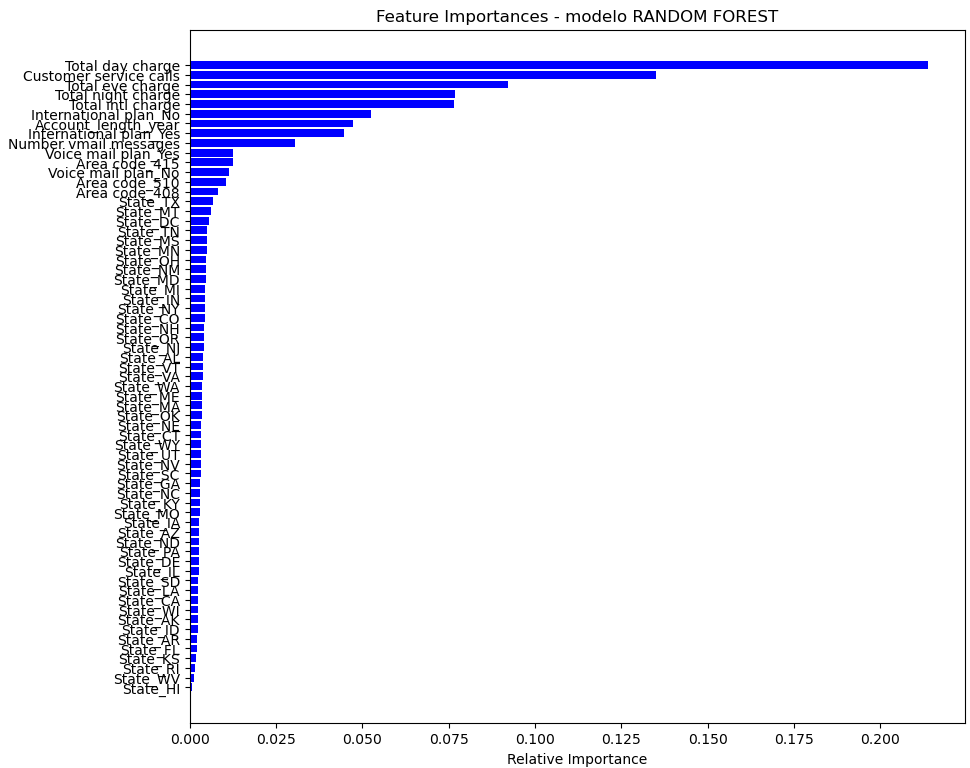 Feature Importances - modelo RANDOM FOREST
Total day charge
Customer service calls
Total eve charge
Total night charge
Total intl charge
International plan_No
Account_length_year
International plan_Yes
Number vmail messages
Voice mail plan_Yes
Area code_415
Voice mail plan_No
Area code_510
Area code_408
State_TX
State_MT
State_DC
State_TN
State_MS
State_MN
State_OH
State_NM
State_MD
State_MI
State_IN
State_NY
State_CO
State_NH
State_OR
State_NJ
State_AL
State_VT
State_VA
State_WA
State_ME
State_MA
State_OK
State_NE
State_CT
State_WY
State_UT
State_NV
State_SC
State_GA
State_NC
State_KY
State_MO
State_IA
State_AZ
State_ND
State_PA
State_DE
State_IL
State_SD
State_LA
State_CA
State_WI
State_AK
State_ID
State_AR
State_FL
State_KS
State_RI
State_WV
State_HI
0.000 0.025 0.050 0.075 0.100 0.125 0.150 0.175 0.200
Relative Importance